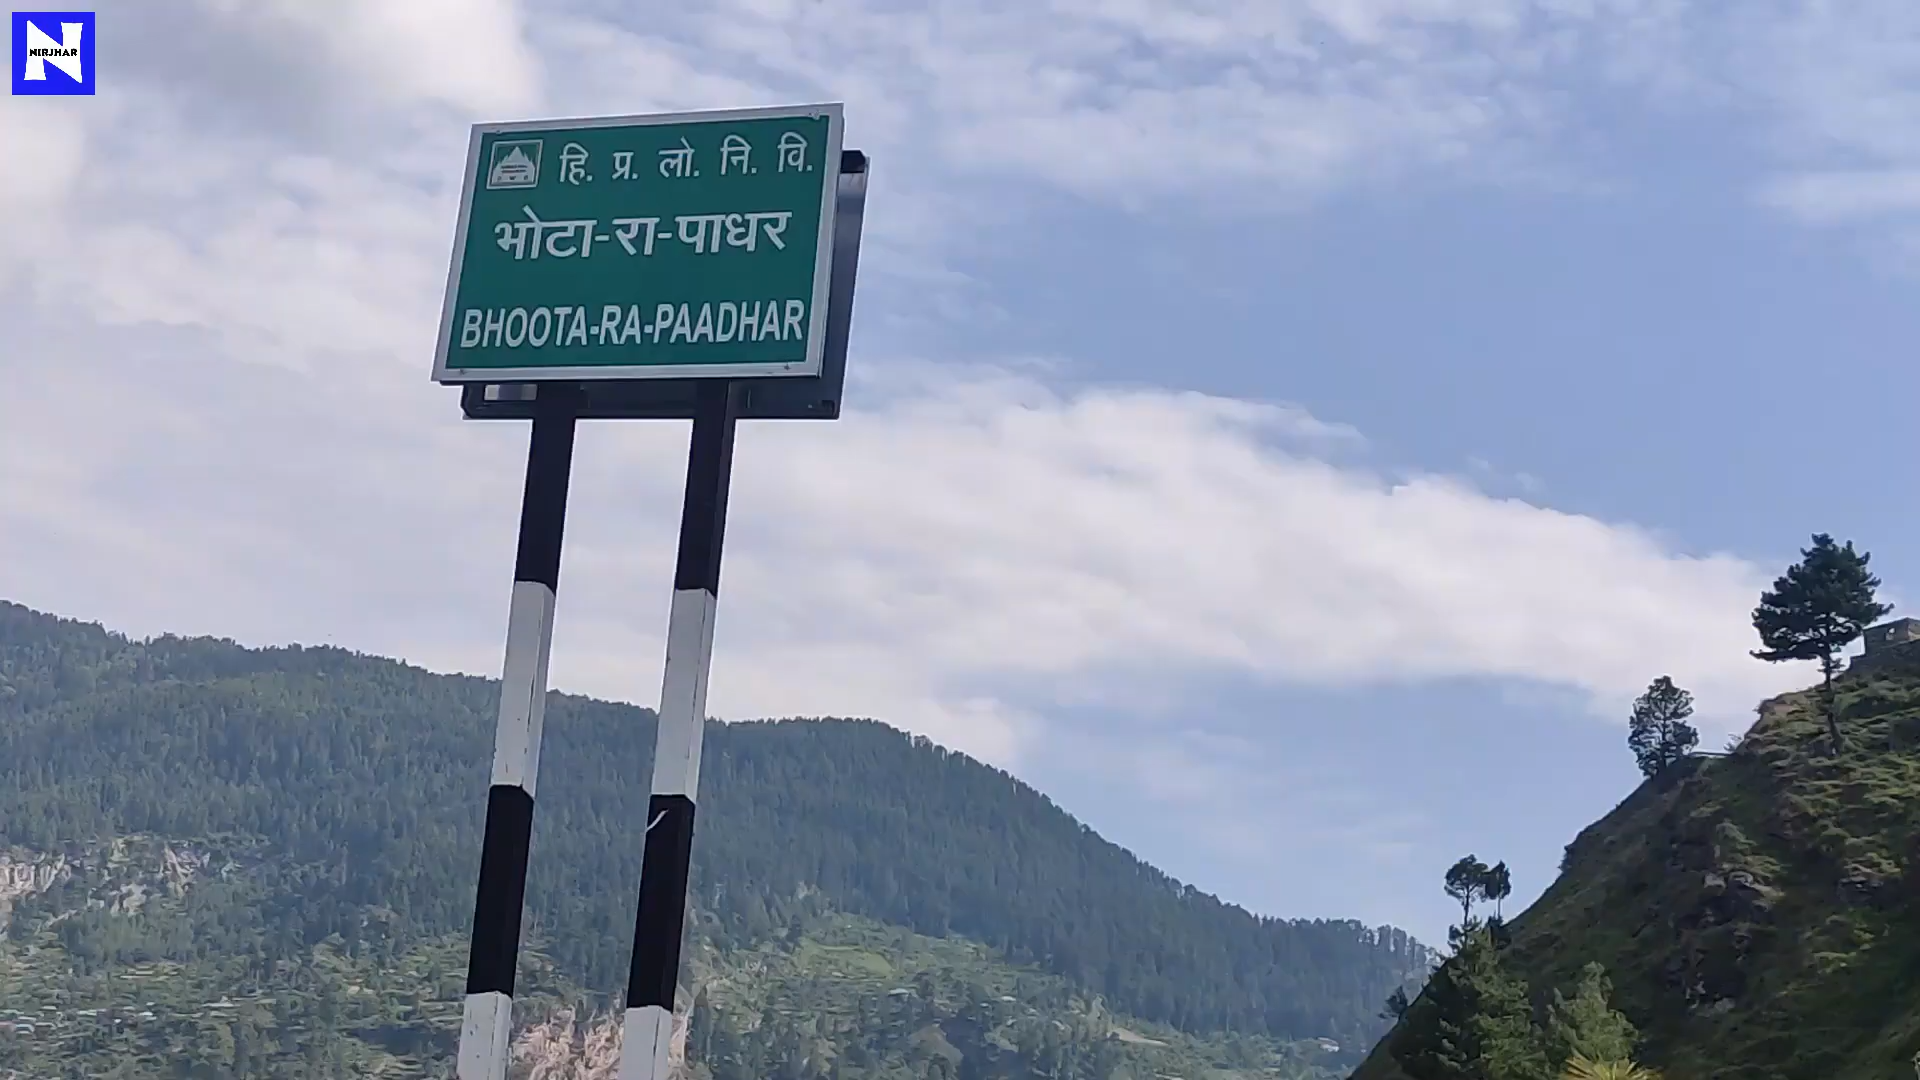 NIRJHAR
हि. प्र. लो. नि. वि.
भोटा-रा-पाधर
BHOOTA-RA-PAADHAR